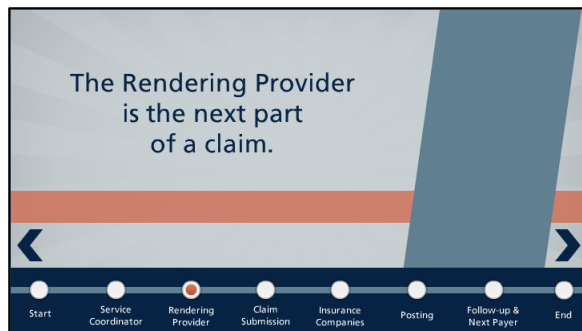 The Rendering Provider
is the next part
of a claim.
Start
Service
Coordinator
Rendering
Provider
Claim
Submission
Insurance
Companies
Posting
Follow-up &
Next Payer
End